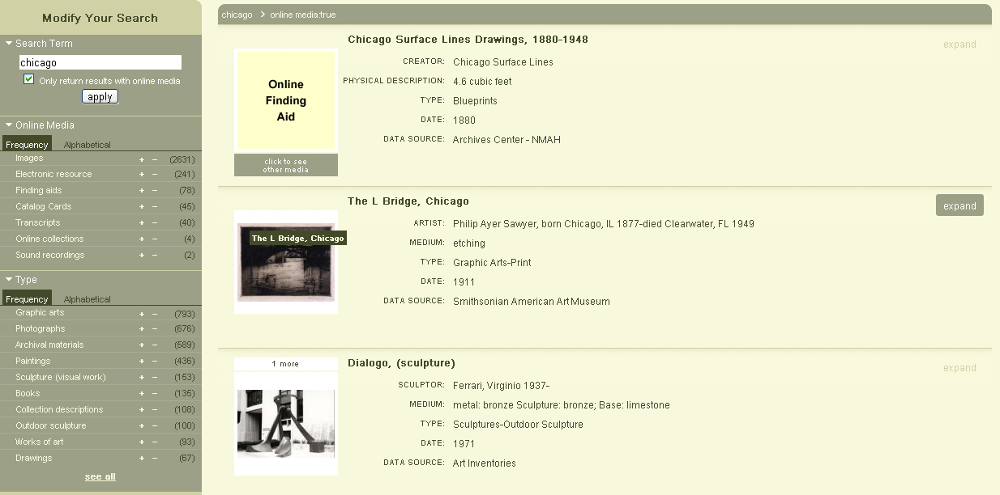 Modify Your Search
Search Term
chicago
Only return results with online media
apply
Online Media
Frequency Alphabetical
Images + − (2631)
Electronic resource + − (241)
Finding aids + − (78)
Catalog Cards + − (45)
Transcripts + − (40)
Online collections + − (4)
Sound recordings + − (2)
Type
Frequency Alphabetical
Graphic arts + − (793)
Photographs + − (676)
Archival materials + − (589)
Paintings + − (436)
Sculpture (visual work) + − (153)
Books + − (135)
Collection descriptions + − (108)
Outdoor sculpture + − (100)
Works of art + − (93)
Drawings + − (67)
see all
chicago > online media:true
Chicago Surface Lines Drawings, 1880-1948
expand
Online
Finding
Aid
click to see
other media
CREATOR: Chicago Surface Lines
PHYSICAL DESCRIPTION: 4.6 cubic feet
TYPE: Blueprints
DATE: 1880
DATA SOURCE: Archives Center - NMAH
The L Bridge, Chicago
expand
The L Bridge, Chicago
ARTIST: Philip Ayer Sawyer, born Chicago, IL 1877-died Clearwater, FL 1949
MEDIUM: etching
TYPE: Graphic Arts-Print
DATE: 1911
DATA SOURCE: Smithsonian American Art Museum
1 more
Dialogo, (sculpture)
expand
SCULPTOR: Ferrari, Virginio 1937-
MEDIUM: metal: bronze Sculpture: bronze; Base: limestone
TYPE: Sculptures-Outdoor Sculpture
DATE: 1971
DATA SOURCE: Art Inventories